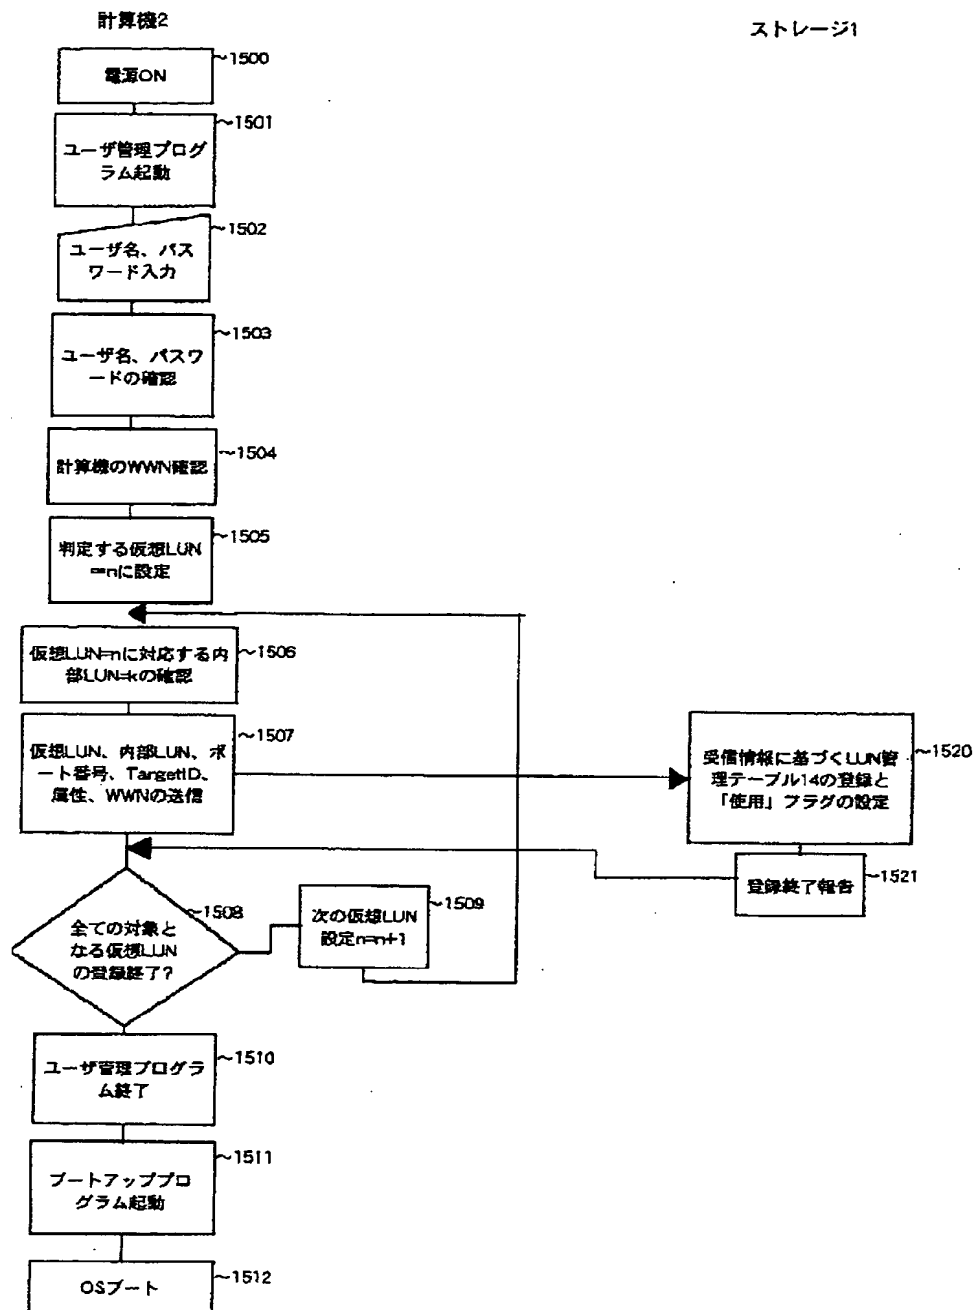 計算機2
ストレージ1
電源ON
~1500
ユーザ管理プログ
ラム起動
~1501
ユーザ名、パス
ワード入力
~1502
ユーザ名、パスワ
ードの確認
~1503
計算機のWWN確認
~1504
判定する仮想LUN
=nに設定
~1505
仮想LUN=nに対応する内
部LUN=kの確認
~1506
仮想LUN、内部LUN、ポ
ート番号、TargetID、
属性、WWNの送信
~1507
受信情報に基づくLUN管
理テーブル14の登録と
「使用」フラグの設定
~1520
登録終了報告
~1521
全ての対象と
なる仮想LUN
の登録終了?
~1508
次の仮想LUN
設定n=n+1
~1509
ユーザ管理プログラ
ム終了
~1510
ブートアッププロ
グラム起動
~1511
OSブート
~1512